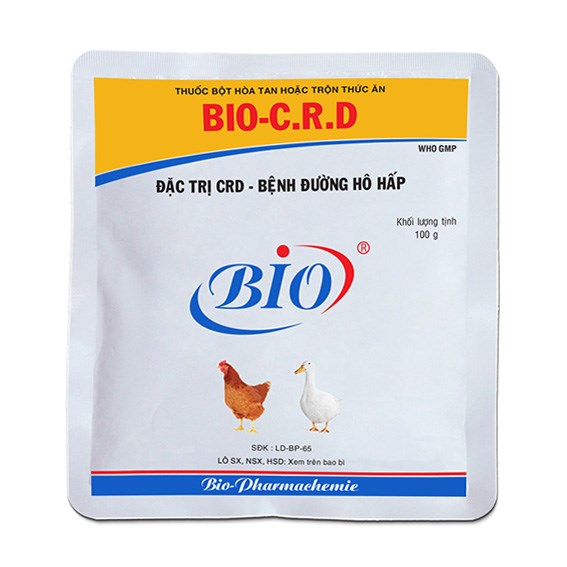 THUỐC BỘT HÒA TAN HOẶC TRỘN THỨC ĂN
BIO-C.R.D
WHO GMP
ĐẶC TRỊ CRD - BỆNH ĐƯỜNG HÔ HẤP
Khối lượng tịnh
100 g
BIO ®
SĐK : LD-BP-65
LÔ SX, NSX, HSD: Xem trên bao bì
Bio-Pharmachemie